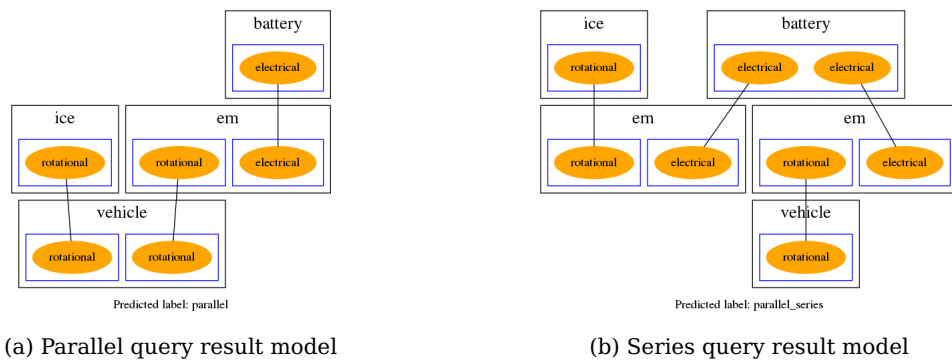 battery
electrical
ice
em
rotational
rotational
electrical
vehicle
rotational
rotational
Predicted label: parallel
(a) Parallel query result model
ice
battery
rotational
electrical
electrical
em
em
rotational
electrical
rotational
electrical
vehicle
rotational
Predicted label: parallel_series
(b) Series query result model